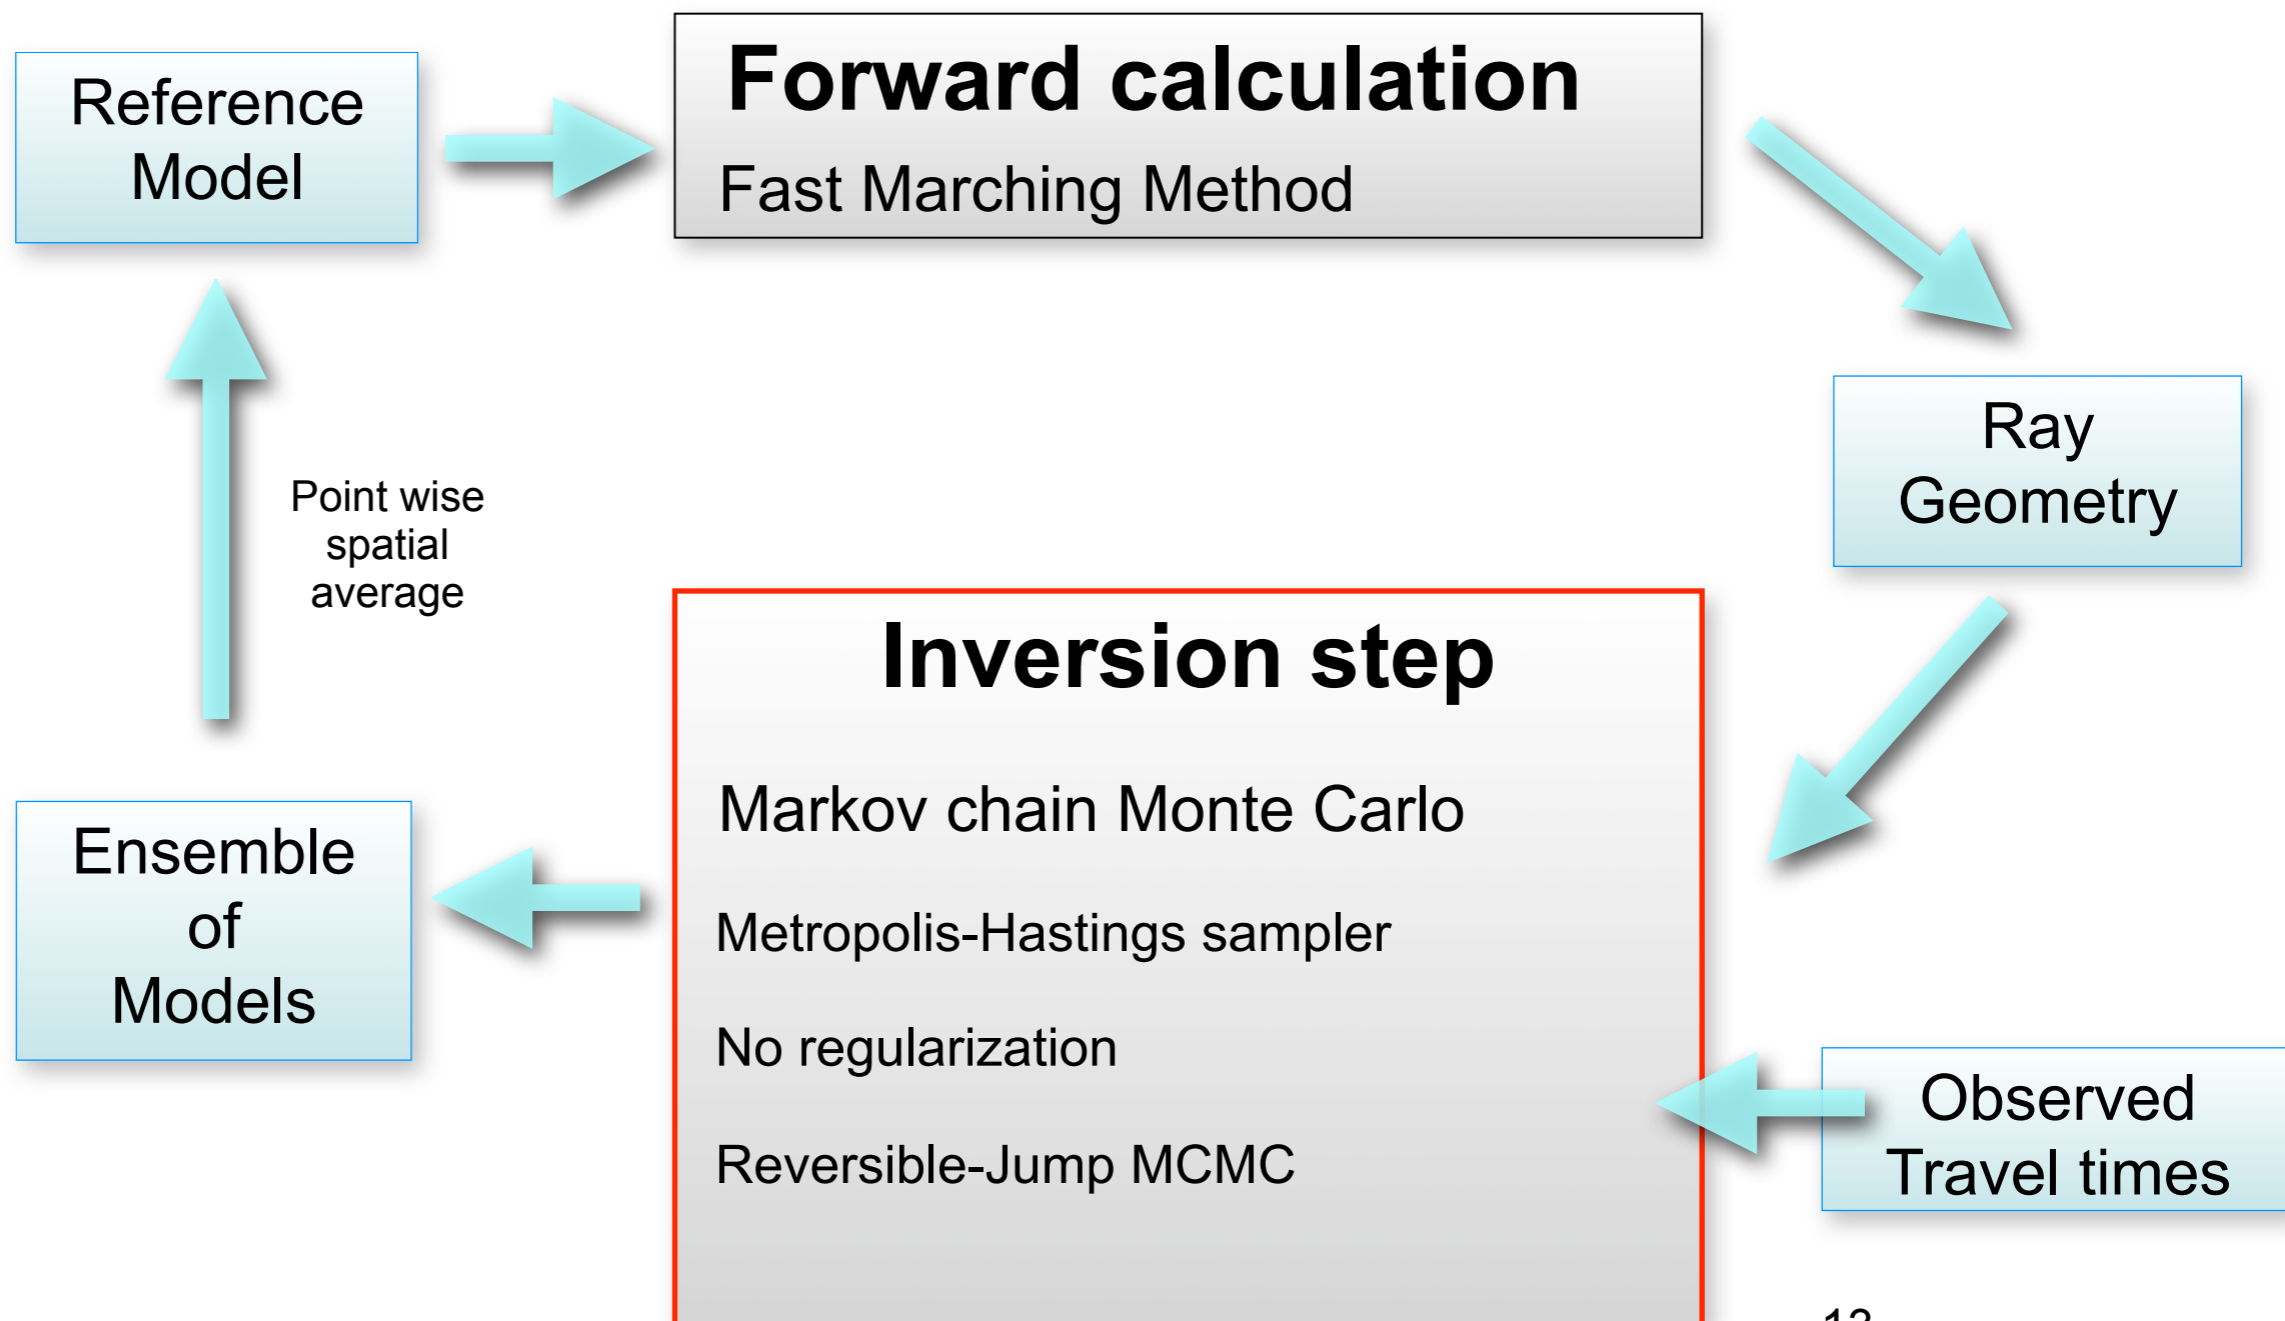 Reference
Model
Forward calculation
Fast Marching Method
Ray
Geometry
Point wise
spatial
average
Inversion step
Markov chain Monte Carlo
Metropolis-Hastings sampler
No regularization
Reversible-Jump MCMC
Ensemble
of
Models
Observed
Travel times